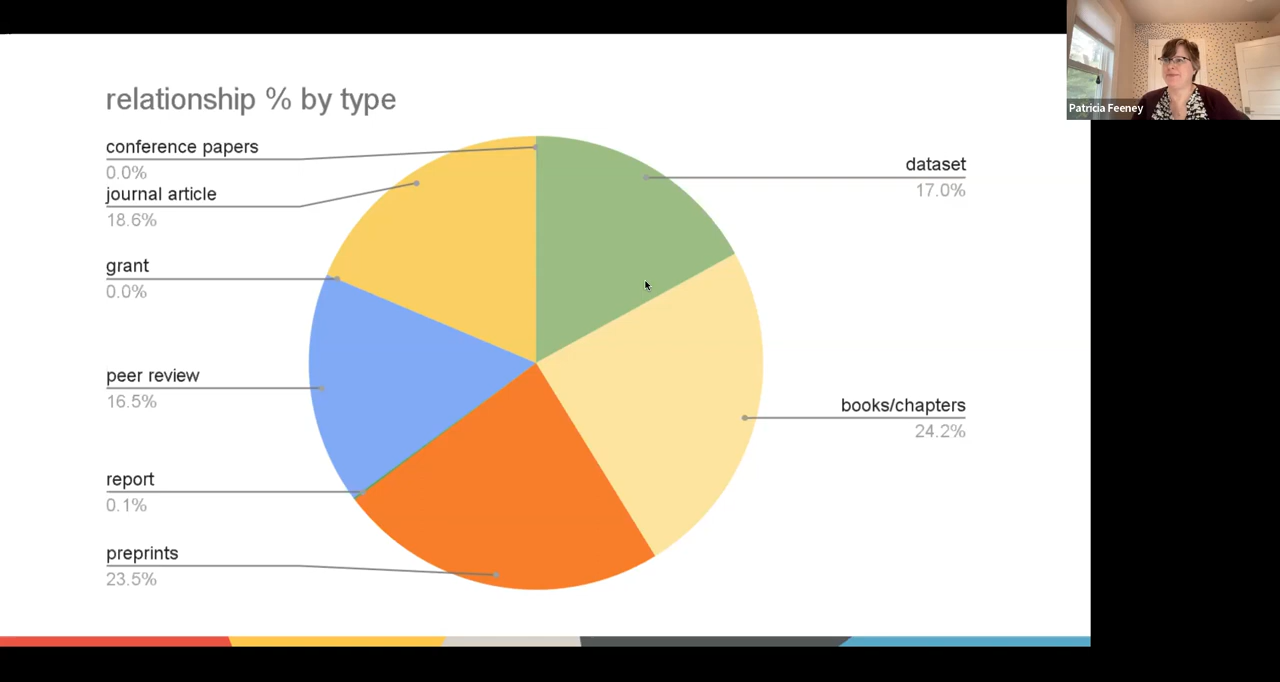 relationship % by type
conference papers
0.0%
journal article
18.6%
grant
0.0%
peer review
16.5%
report
0.1%
preprints
23.5%
dataset
17.0%
books/chapters
24.2%
Patricia Feeney